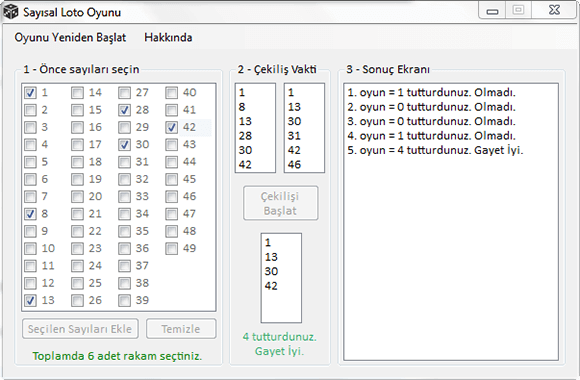 Sayısal Loto Oyunu
Oyunu Yeniden Başlat Hakkında
1 - Önce sayıları seçin
1 14 27 40
2 15 28 41
3 16 29 42
4 17 30 43
5 18 31 44
6 19 32 45
7 20 33 46
8 21 34 47
9 22 35 48
10 23 36 49
11 24 37
12 25 38
13 26 39
Seçilen Sayıları Ekle Temizle
Toplamda 6 adet rakam seçtiniz.
2 - Çekiliş Vakti
1 1
8 13
13 30
28 31
30 42
42 46
Çekilişi
Başlat
1
13
30
42
4 tutturdunuz.
Gayet İyi.
3 - Sonuç Ekranı
1. oyun = 1 tutturdunuz. Olmadı.
2. oyun = 0 tutturdunuz. Olmadı.
3. oyun = 0 tutturdunuz. Olmadı.
4. oyun = 1 tutturdunuz. Olmadı.
5. oyun = 4 tutturdunuz. Gayet İyi.